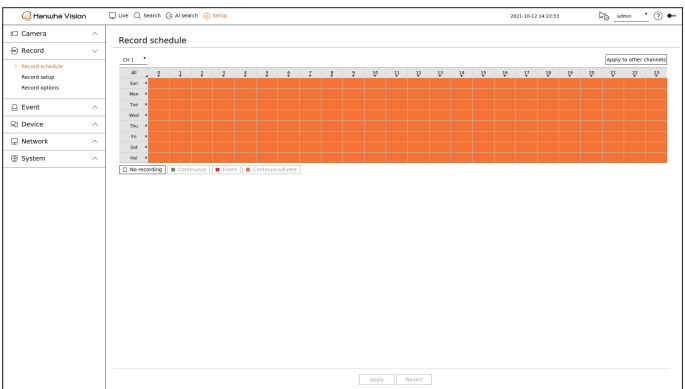 Hanwha Vision
Live Search AI search Setup
2021-10-12 14:22:53
admin
?
Camera
Record
> Record schedule
Record setup
Record options
Event
Device
Network
System
Record schedule
CH 1
Apply to other channels
All 0 1 2 3 4 5 6 7 8 9 10 11 12 13 14 15 16 17 18 19 20 21 22 23
Sun
Mon
Tue
Wed
Thu
Fri
Sat
Hol
No recording Continuous Event Continuous/Event
Apply Revert